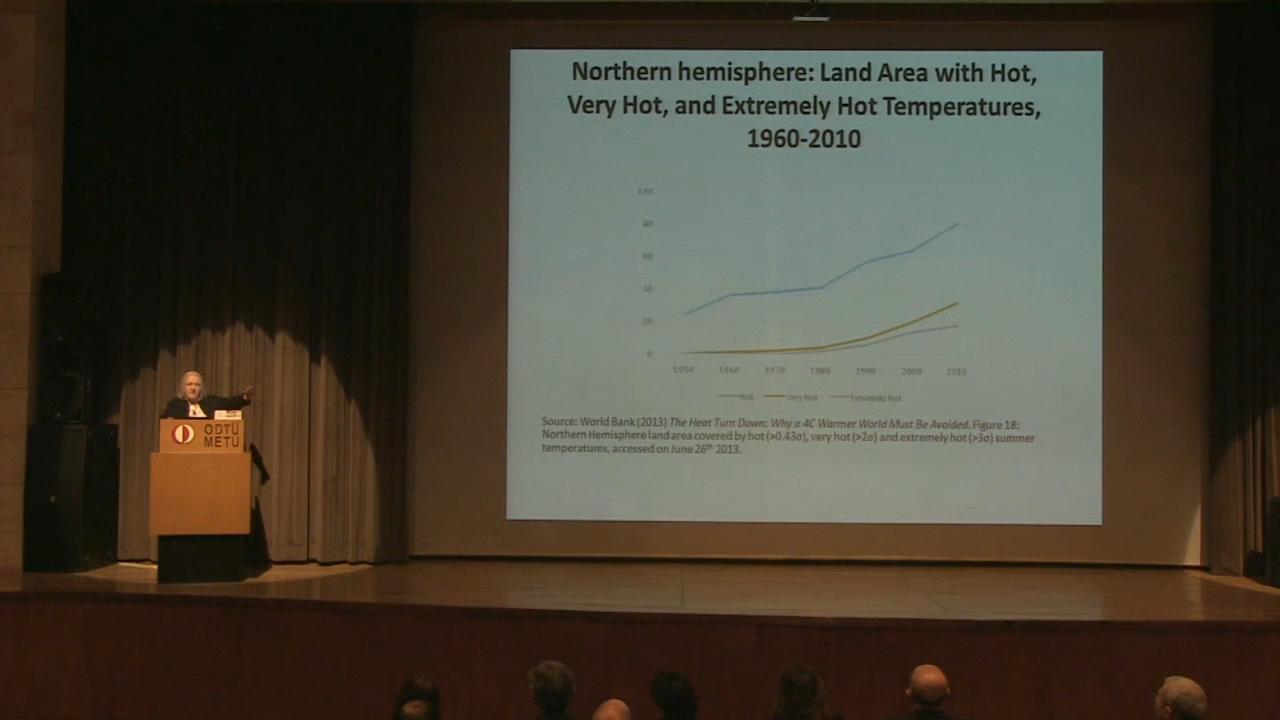 Northern hemisphere: Land Area with Hot,
Very Hot, and Extremely Hot Temperatures,
1960-2010
100
80
60
40
20
0
1950 1960 1970 1980 1990 2000 2010
Hot Very hot Extremely hot
Source: World Bank (2013) The Heat Turn Down: Why a 4C Warmer World Must Be Avoided. Figure 18:
Northern Hemisphere land area covered by hot (>0.43σ), very hot (>2σ) and extremely hot (>3σ) summer
temperatures, accessed on June 26th 2013.
ODTÜ
METU